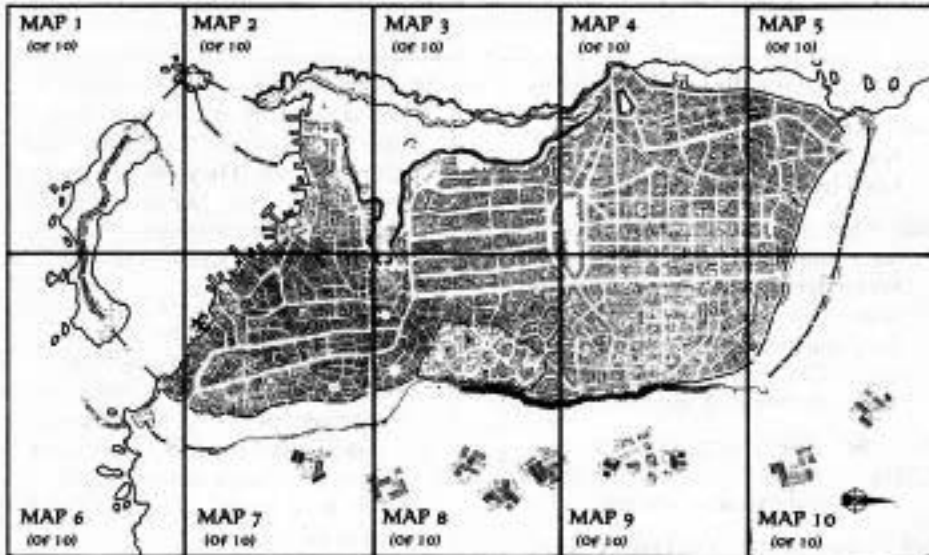 MAP 1
(OF 10)
MAP 2
(OF 10)
MAP 3
(OF 10)
MAP 4
(OF 10)
MAP 5
(OF 10)
MAP 6
(OF 10)
MAP 7
(OF 10)
MAP 8
(OF 10)
MAP 9
(OF 10)
MAP 10
(OF 10)